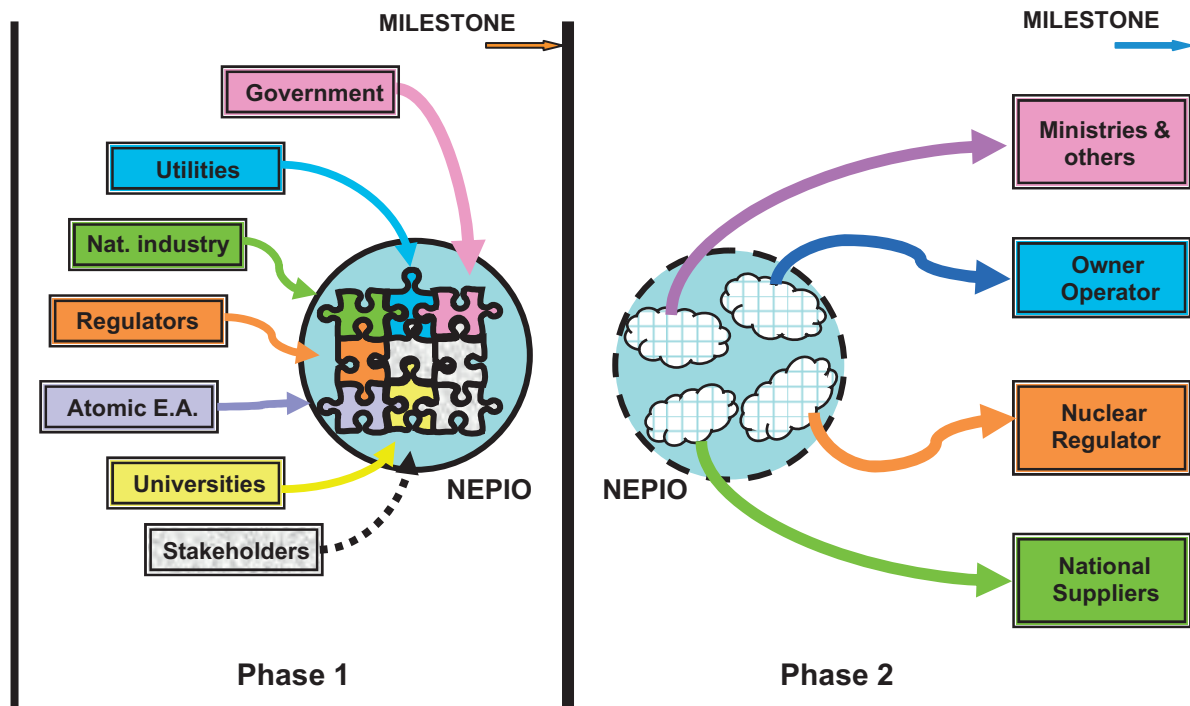 MILESTONE
Government
Utilities
Nat. industry
Regulators
Atomic E.A.
Universities
Stakeholders
NEPIO
Phase 1
MILESTONE
Ministries &
others
Owner
Operator
Nuclear
Regulator
National
Suppliers
NEPIO
Phase 2